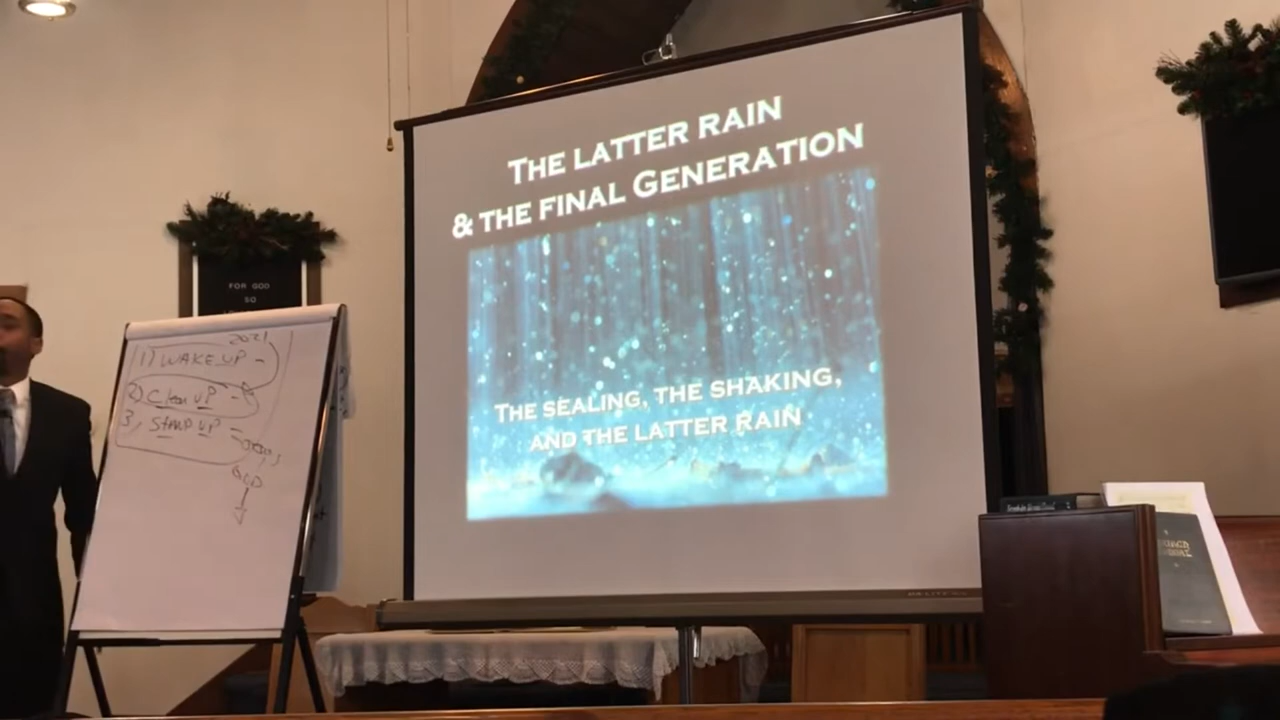 THE LATTER RAIN
& THE FINAL GENERATION
THE SEALING, THE SHAKING,
AND THE LATTER RAIN
FOR GOD
SO
2021
1) WAKE UP -
2) Clean UP -
3, STAND UP -
GOD